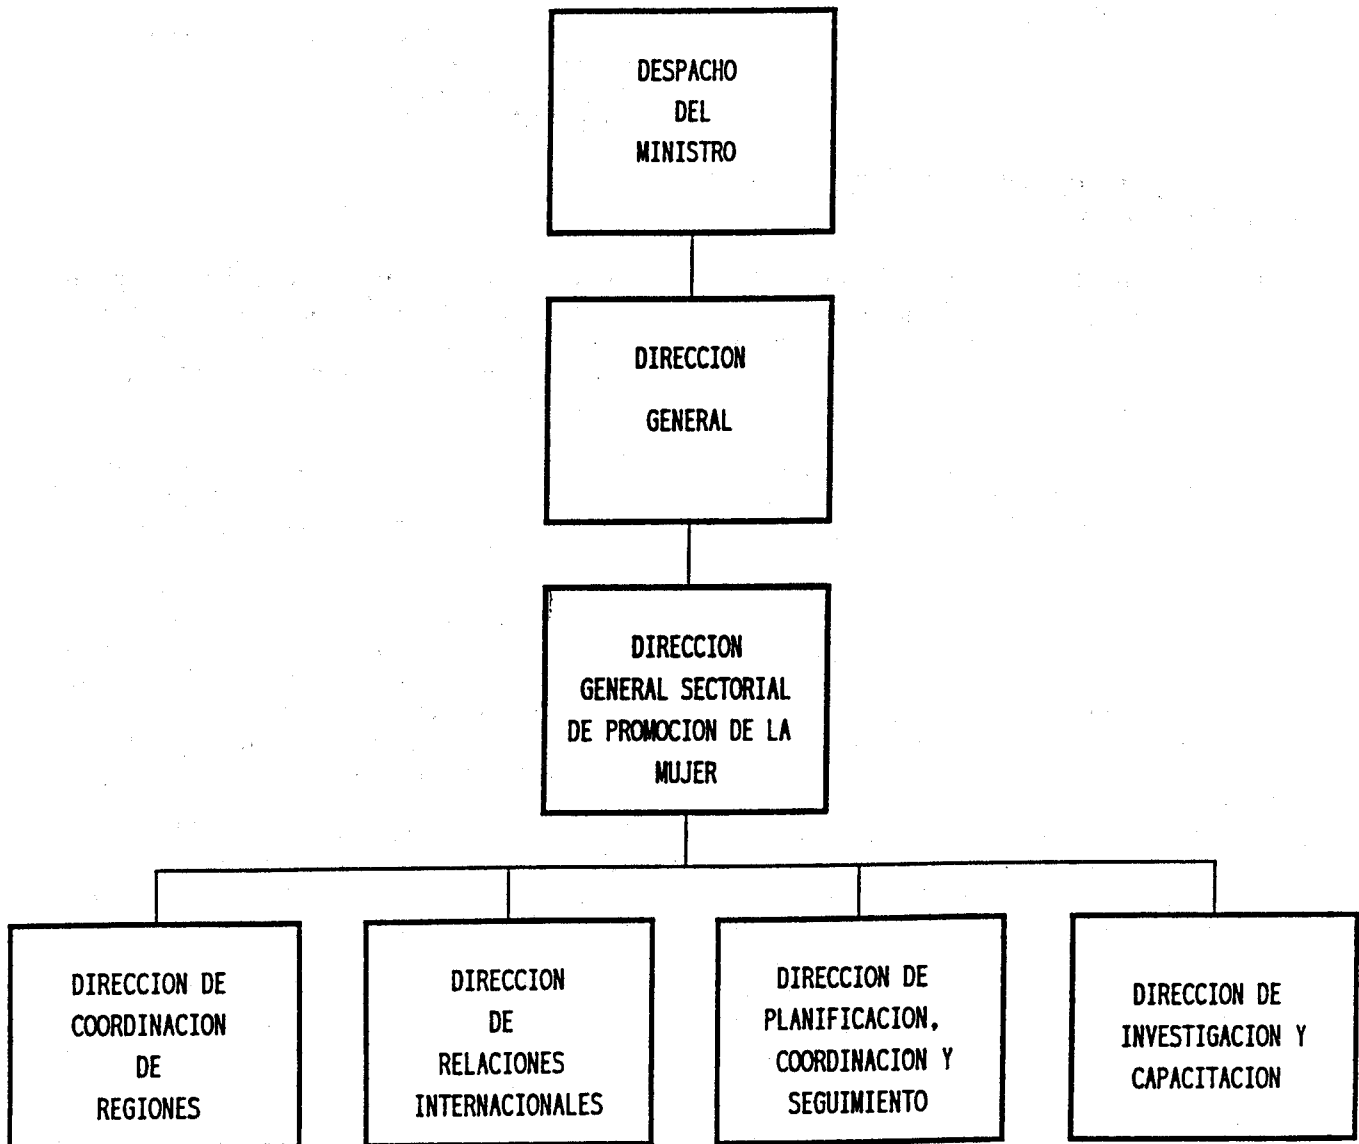 DESPACHO
DEL
MINISTRO
DIRECCION
GENERAL
DIRECCION
GENERAL SECTORIAL
DE PROMOCION DE LA
MUJER
DIRECCION DE
COORDINACION
DE
REGIONES
DIRECCION
DE
RELACIONES
INTERNACIONALES
DIRECCION DE
PLANIFICACION,
COORDINACION Y
SEGUIMIENTO
DIRECCION DE
INVESTIGACION Y
CAPACITACION